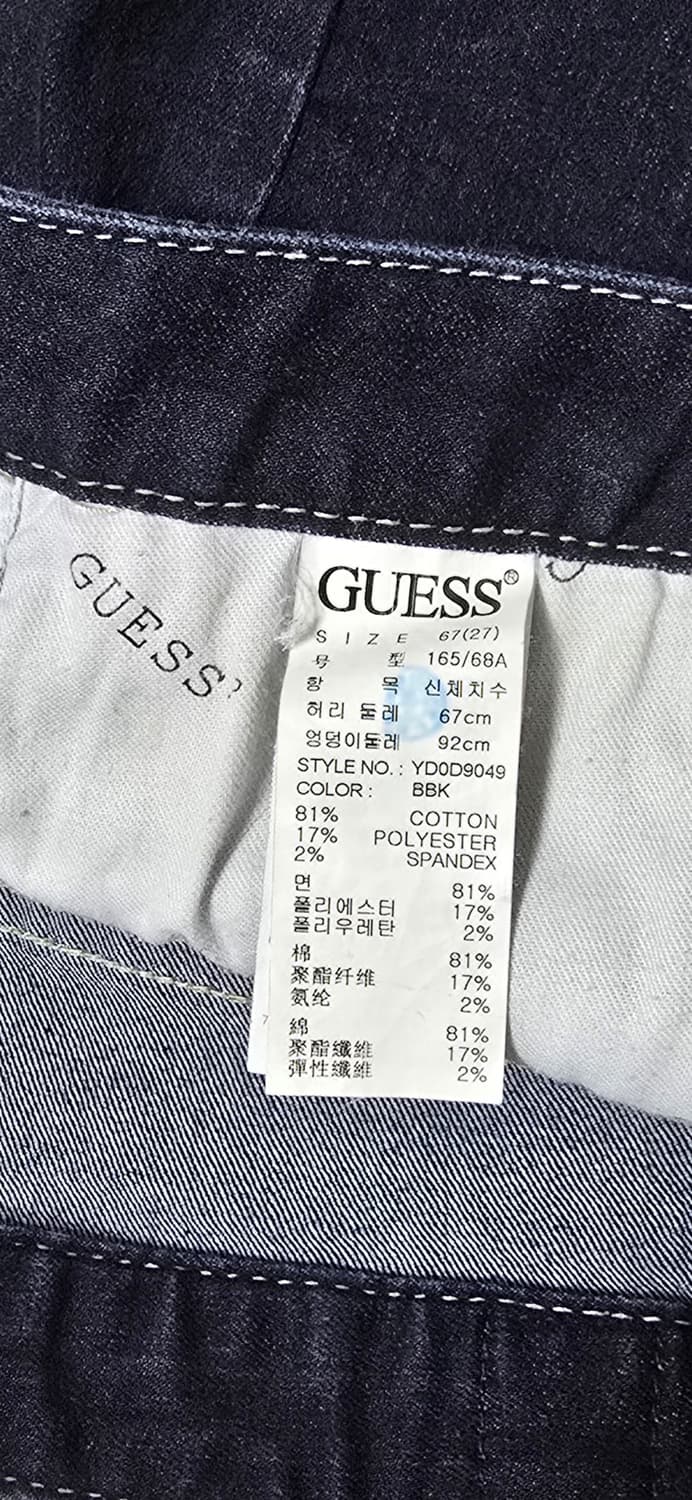 GUESS
GUESS®
SIZE 67(27)
号 型 165/68A
항 목 신체치수
허리 둘레 67cm
엉덩이둘레 92cm
STYLE NO. : YD0D9049
COLOR : BBK
81% COTTON
17% POLYESTER
2% SPANDEX
면 81%
폴리에스터 17%
폴리우레탄 2%
棉 81%
聚酯纤维 17%
氨纶 2%
綿 81%
聚酯纖維 17%
彈性纖維 2%